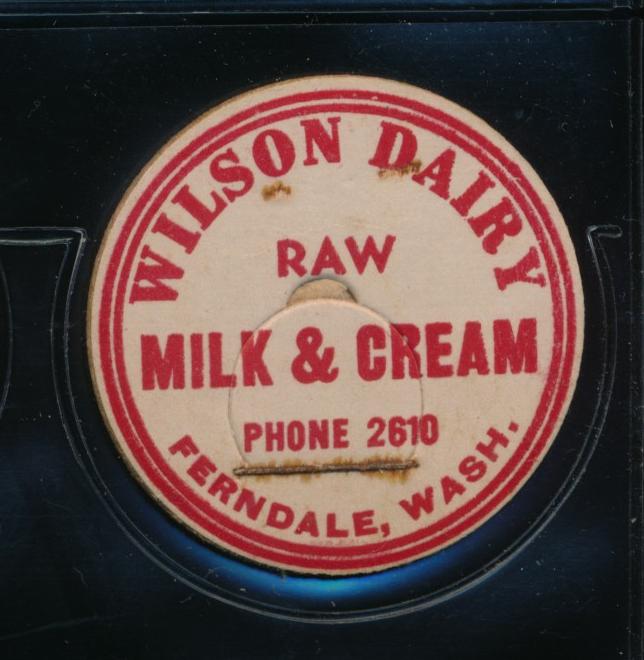 WILSON DAIRY
RAW
MILK & CREAM
PHONE 2610
FERNDALE, WASH.